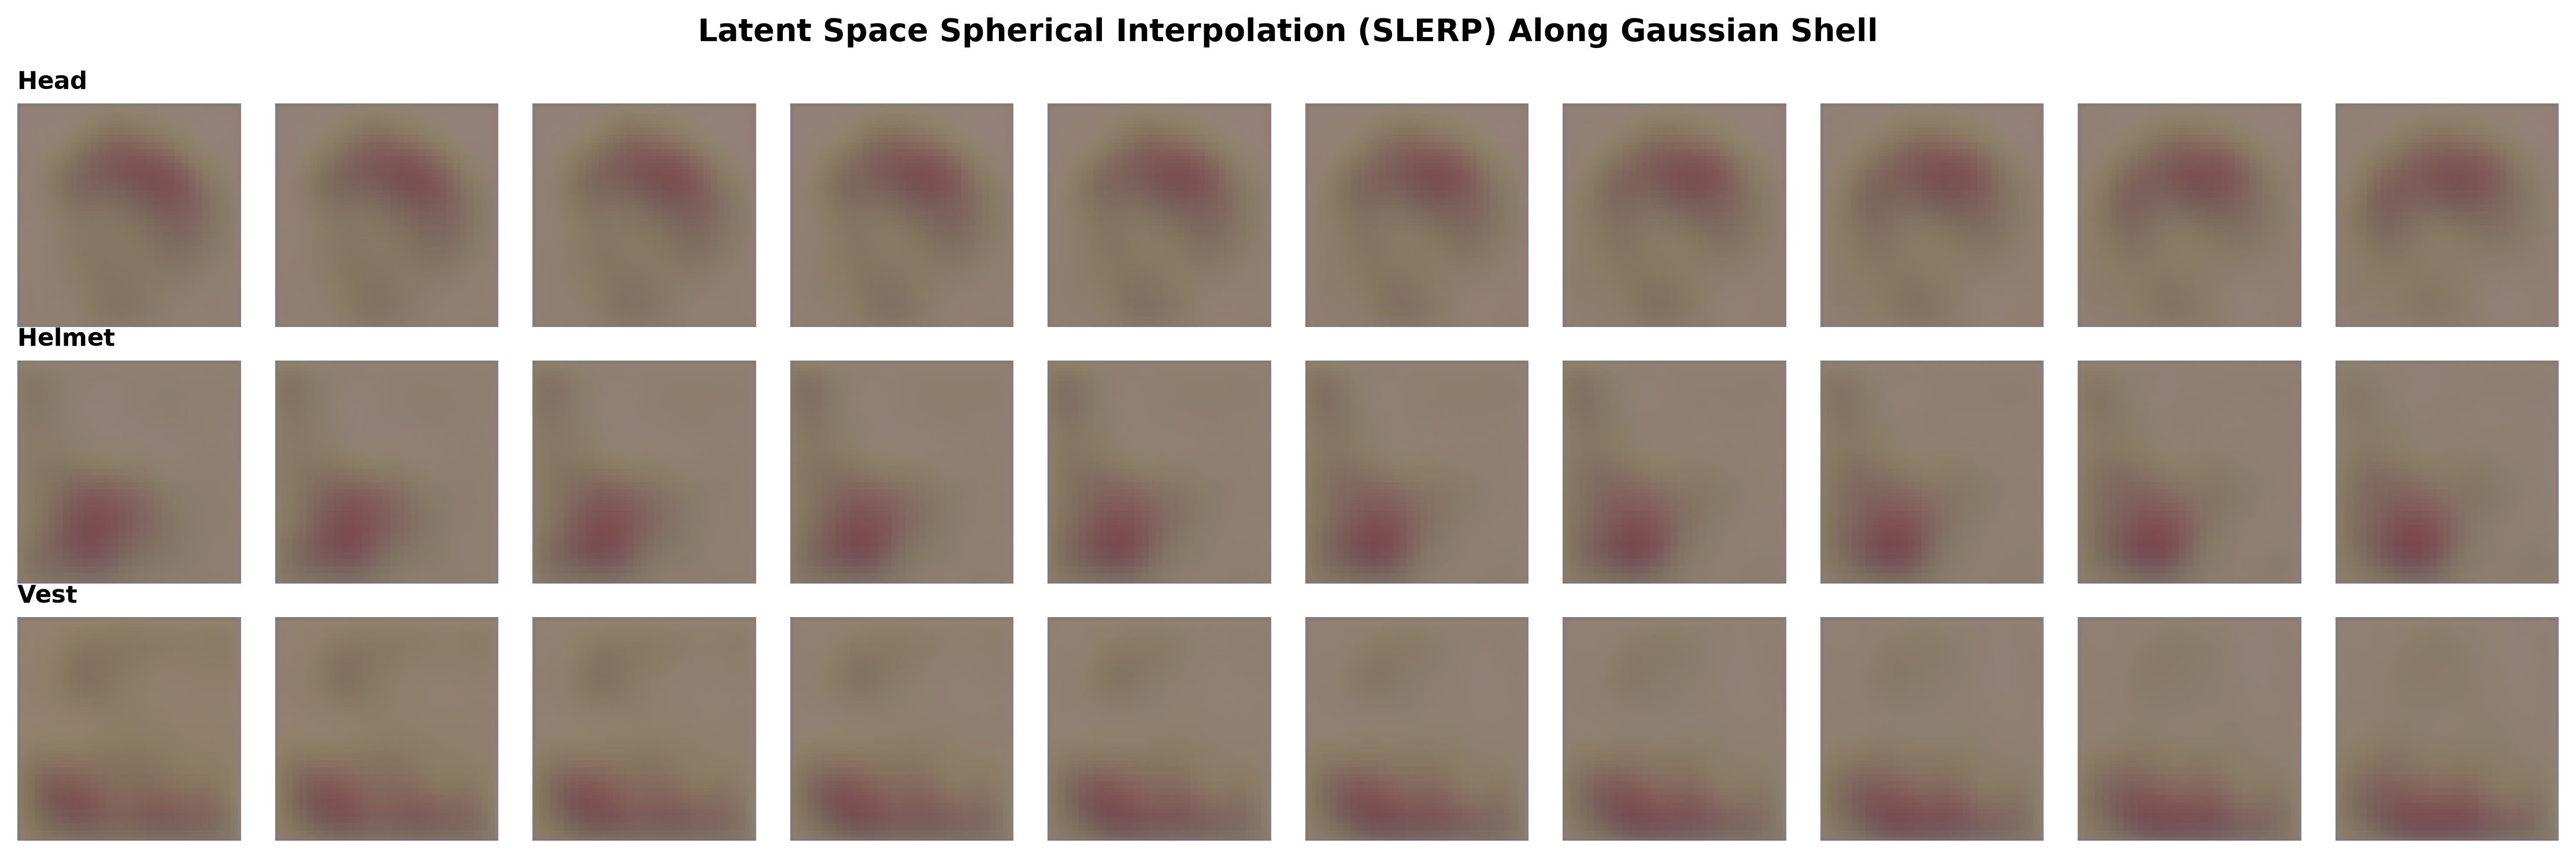 Latent Space Spherical Interpolation (SLERP) Along Gaussian Shell
Head
Helmet
Vest